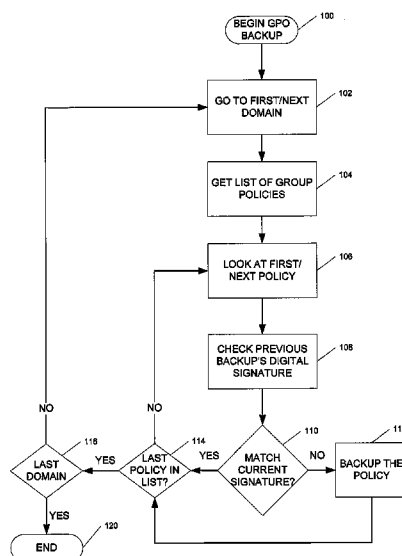 BEGIN GPO
BACKUP
100
GO TO FIRST/NEXT
DOMAIN
102
GET LIST OF GROUP
POLICIES
104
LOOK AT FIRST/
NEXT POLICY
106
CHECK PREVIOUS
BACKUP'S DIGITAL
SIGNATURE
108
NO
NO
116
LAST
DOMAIN
YES
114
LAST
POLICY IN
LIST?
YES
110
MATCH
CURRENT
SIGNATURE?
NO
11
BACKUP THE
POLICY
YES
END
120